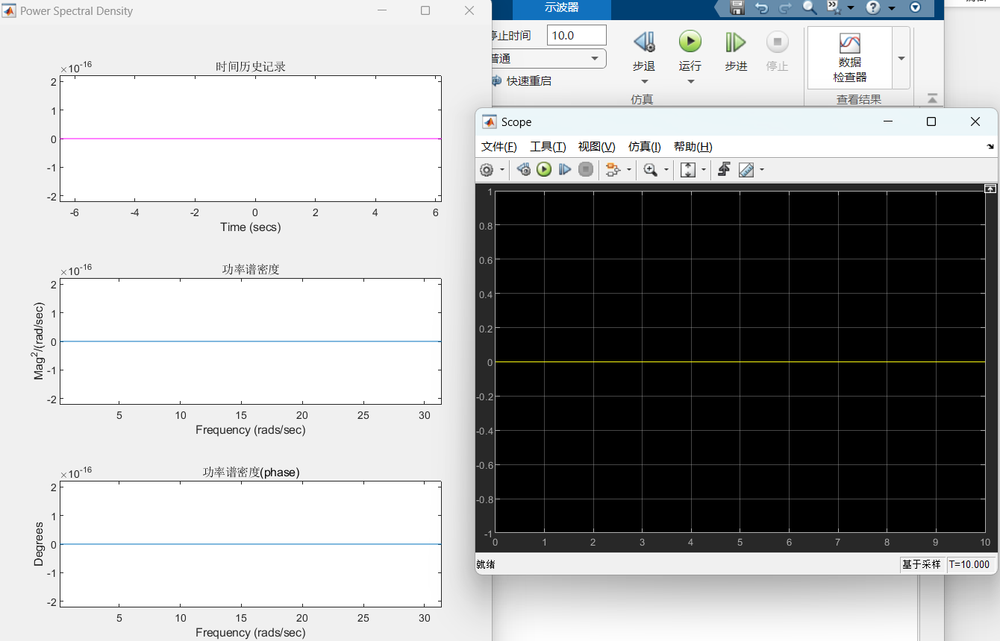 Power Spectral Density
时间历史记录
×10-16
2
1
0
-1
-2
-6 -4 -2 0 2 4 6
Time (secs)
功率谱密度
×10-16
Mag2/(rad/sec)
2
1
0
-1
-2
5 10 15 20 25 30
Frequency (rads/sec)
功率谱密度(phase)
×10-16
Degrees
2
1
0
-1
-2
5 10 15 20 25 30
Frequency (rads/sec)
示波器
停止时间 10.0
普通
快速重启
步退 运行 步进 停止
仿真
数据
检查器
查看结果
Scope
文件(F) 工具(T) 视图(V) 仿真(I) 帮助(H)
1
0.8
0.6
0.4
0.2
0
-0.2
-0.4
-0.6
-0.8
-1
0 1 2 3 4 5 6 7 8 9 10
就绪 基于采样 T=10.000